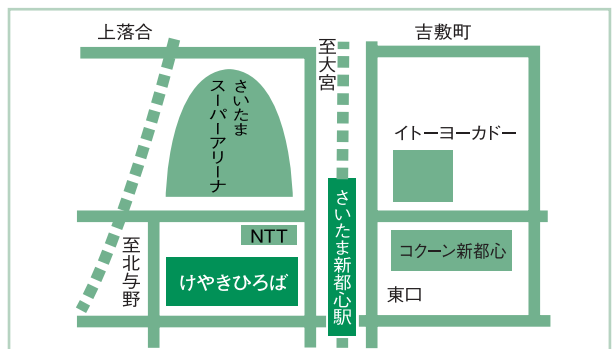 上落合
至大宮
吉敷町
さいたま
スーパーアリーナ
イトーヨーカドー
さいたま新都心駅
NTT
コクーン新都心
至北与野
けやきひろば
東口